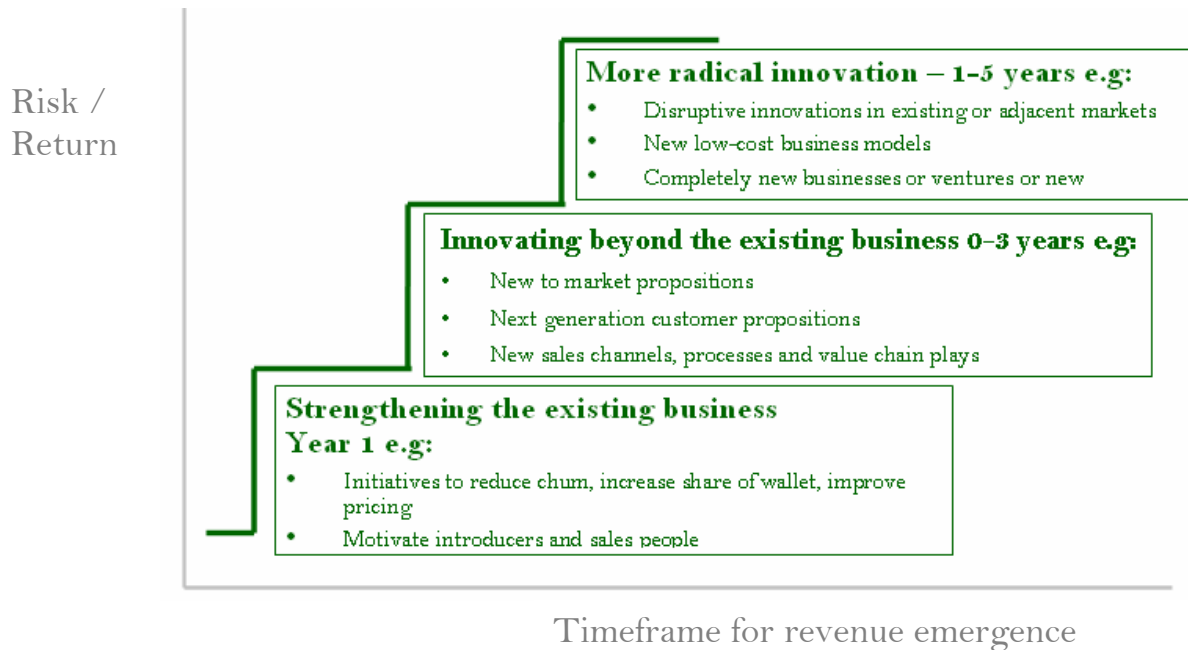 Risk /
Return
More radical innovation – 1-5 years e.g:
• Disruptive innovations in existing or adjacent markets
• New low-cost business models
• Completely new businesses or ventures or new
Innovating beyond the existing business 0-3 years e.g:
• New to market propositions
• Next generation customer propositions
• New sales channels, processes and value chain plays
Strengthening the existing business
Year 1 e.g:
• Initiatives to reduce churn, increase share of wallet, improve
pricing
• Motivate introducers and sales people
Timeframe for revenue emergence